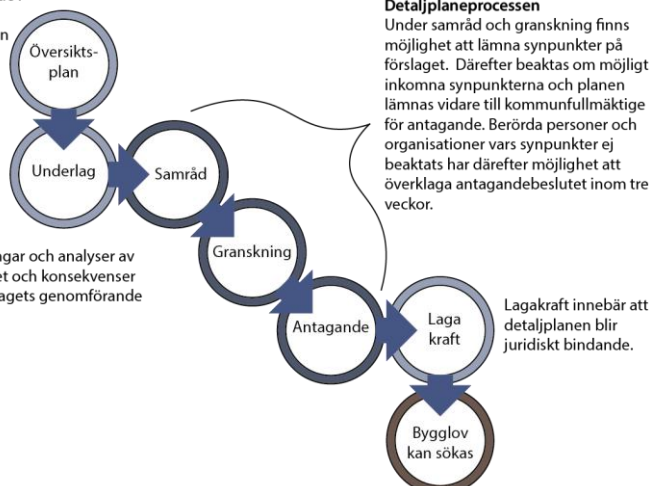 Översikts-
plan
Underlag
Samråd
Granskning
Antagande
Laga
kraft
Bygglov
kan sökas
Detaljplaneprocessen
Under samråd och granskning finns
möjlighet att lämna synpunkter på
förslaget. Därefter beaktas om möjligt
inkomna synpunkterna och planen
lämnas vidare till kommunfullmäktige
för antagande. Berörda personer och
organisationer vars synpunkter ej
beaktats har därefter möjlighet att
överklaga antagandebeslutet inom tre
veckor.
och analyser av
och konsekvenser
genomförande
Lagakraft innebär att
detaljplanen blir
juridiskt bindande.